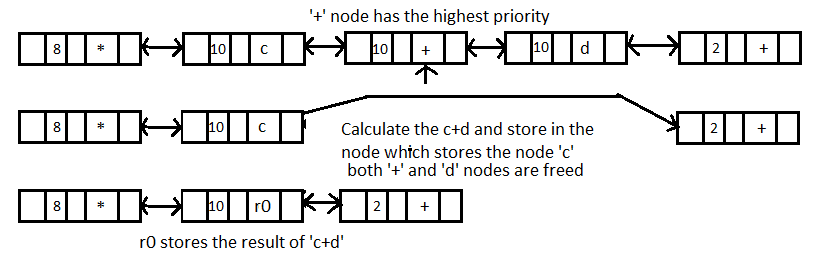 '+' node has the highest priority
8 * 10 c 10 + 10 d 2 +
8 * 10 c 2 +
Calculate the c+d and store in the
node which stores the node 'c'
both '+' and 'd' nodes are freed
8 * 10 r0 2 +
r0 stores the result of 'c+d'